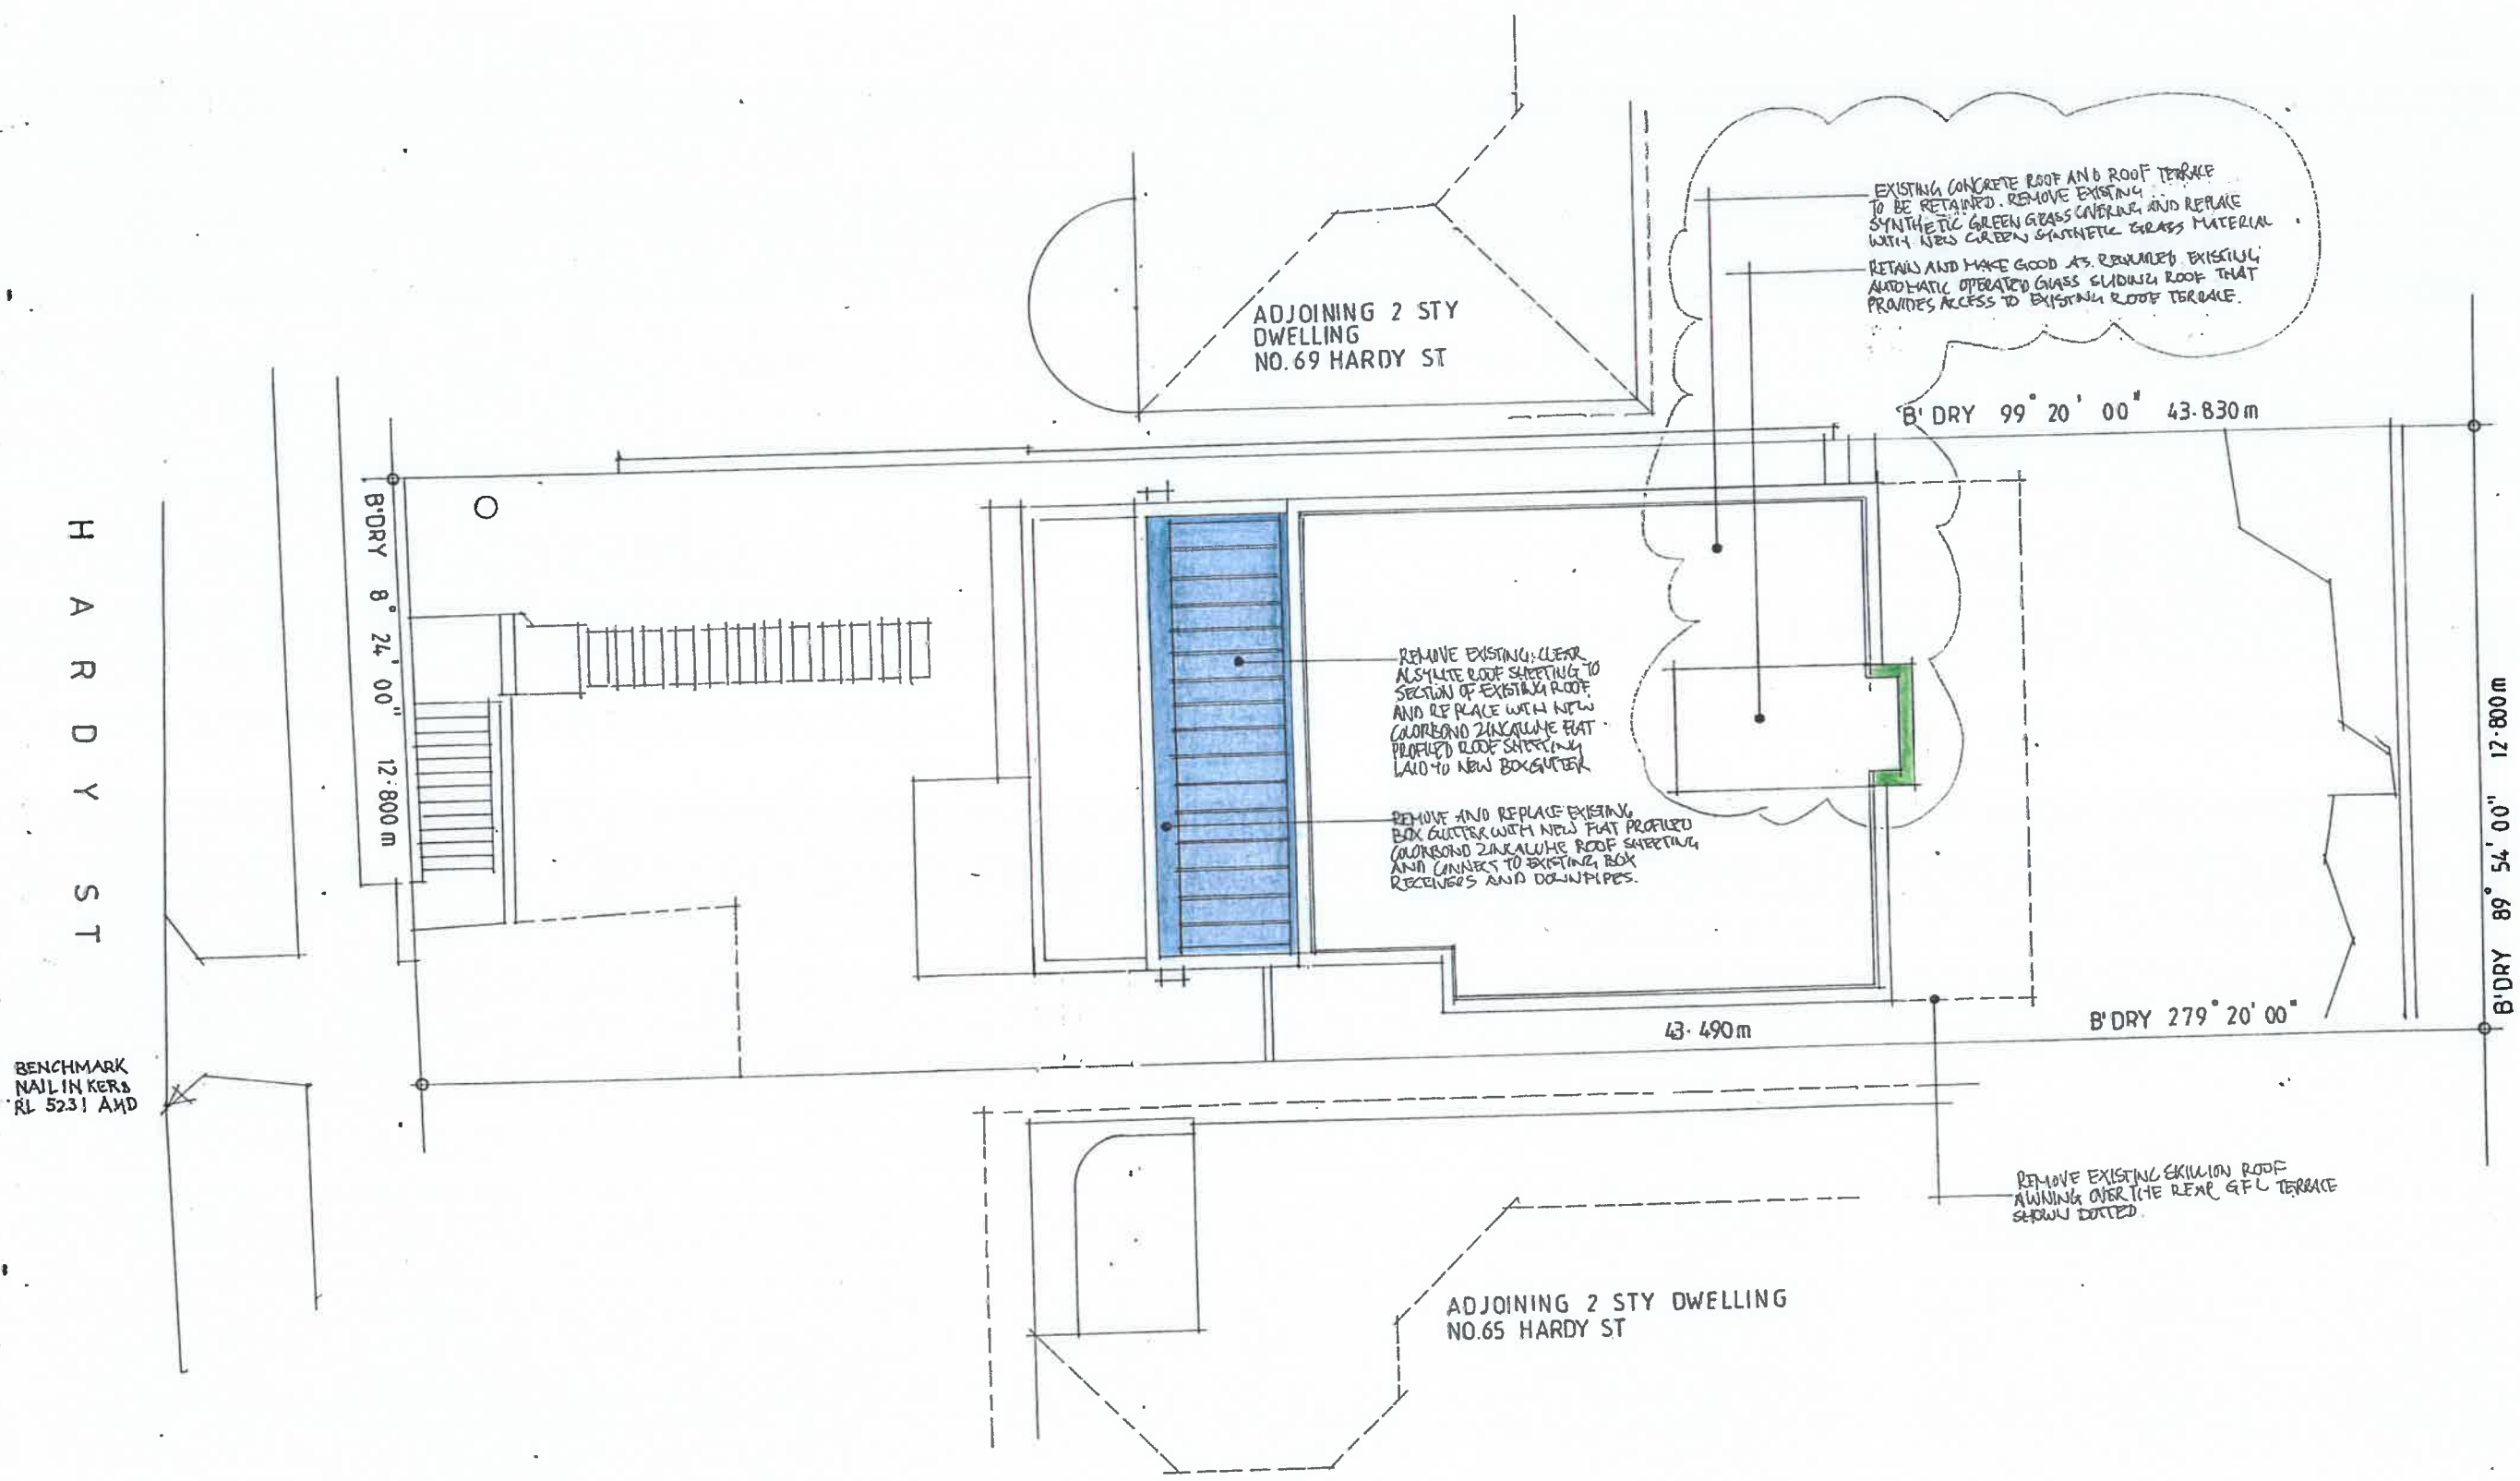 EXISTING CONCRETE ROOF AND ROOF TERRACE
TO BE RETAINED. REMOVE EXISTING
SYNTHETIC GREEN GRASS COVERING AND REPLACE
WITH NEW GREEN SYNTHETIC GRASS MATERIAL
RETAIN AND MAKE GOOD AS REQUIRED EXISTING
AUTOMATIC OPERATED GLASS SLIDING ROOF THAT
PROVIDES ACCESS TO EXISTING ROOF TERRACE.
ADJOINING 2 STY
DWELLING
NO.69 HARDY ST
B'DRY 99° 20' 00" 43.830m
HARDY ST
B'DRY 8° 24' 00" 12.800m
REMOVE EXISTING CLEAR
ALSYNITE ROOF SHEETING TO
SECTION OF EXISTING ROOF
AND REPLACE WITH NEW
COLORBOND ZINCALUME FLAT
PROFILED ROOF SHEETING
LAID TO NEW BOX GUTTER
REMOVE AND REPLACE EXISTING
BOX GUTTER WITH NEW FLAT PROFILED
COLORBOND ZINCALUME ROOF SHEETING
AND CONNECT TO EXISTING BOX
RECEIVERS AND DOWNPIPES.
B'DRY 89° 54' 00" 12.800m
43.490m
B'DRY 279° 20' 00"
BENCHMARK
NAIL IN KERB
RL 52.31 AHD
REMOVE EXISTING SKILLION ROOF
AWNING OVER THE REAR GFL TERRACE
SHOWN DOTTED.
ADJOINING 2 STY DWELLING
NO.65 HARDY ST